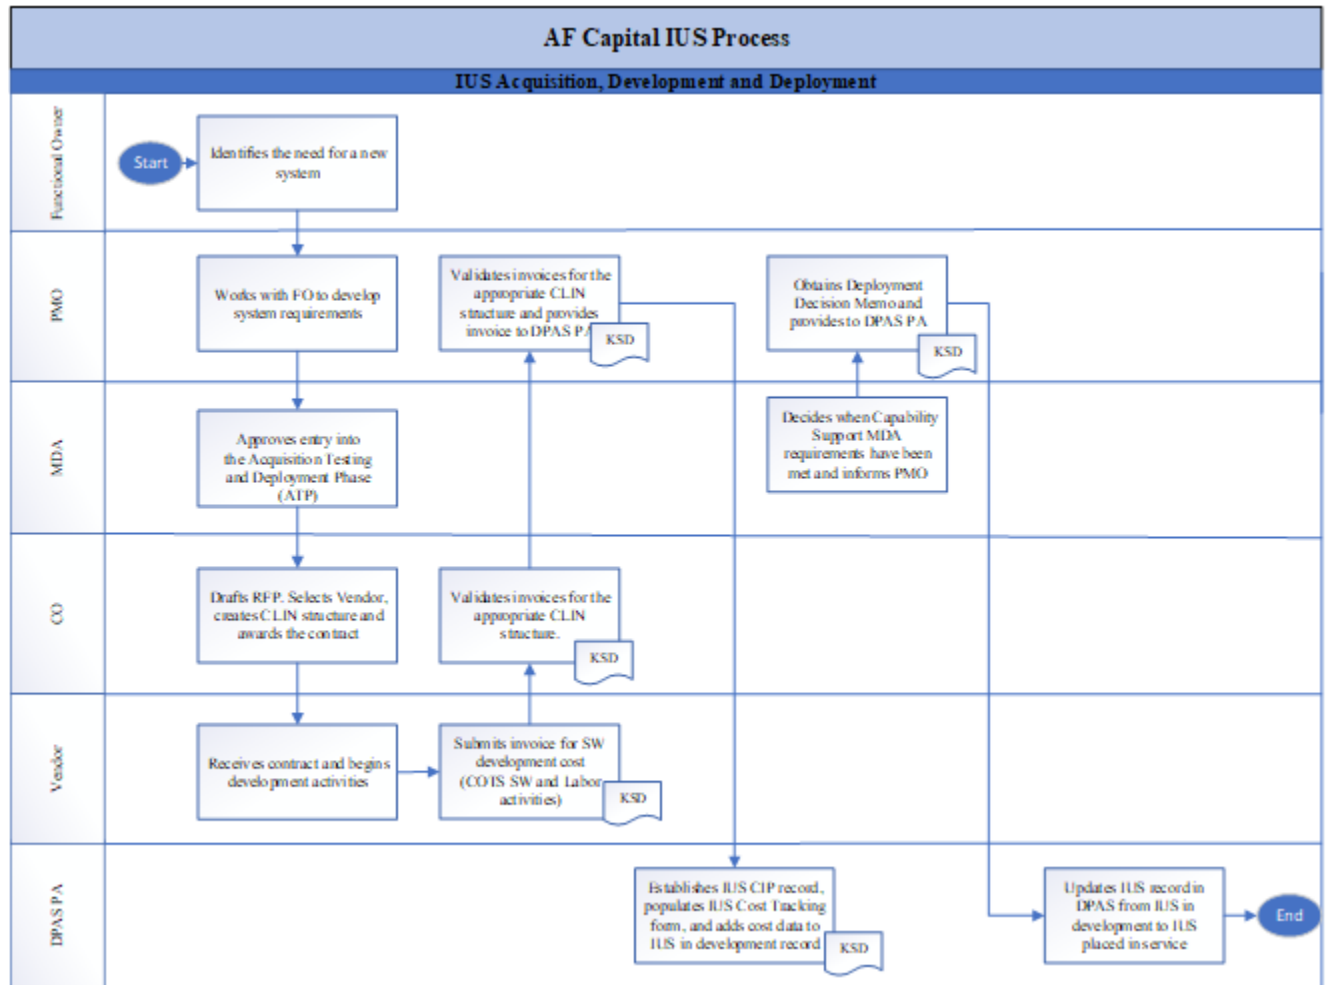 AF Capital IUS Process
IUS Acquisition, Development and Deployment
Functional Owner
Start
Identifies the need for a new
system
PMO
Works with FO to develop
system requirements
Validates invoices for the
appropriate CLIN
structure and provides
invoice to DPAS PA
KSD
Obtains Deployment
Decision Memo and
provides to DPAS PA
KSD
MDA
Approves entry into
the Acquisition Testing
and Deployment Phase
(ATP)
Decides when Capability
Support MDA
requirements have been
met and informs PMO
CO
Drafts RFP. Selects Vendor,
creates CLIN structure and
awards the contract
Validates invoices for the
appropriate CLIN
structure.
KSD
Vendor
Receives contract and begins
development activities
Submits invoice for SW
development cost
(COTS SW and Labor
activities)
KSD
DPAS PA
Establishes IUS CIP record,
populates IUS Cost Tracking
form, and adds cost data to
IUS in development record
KSD
Updates IUS record in
DPAS from IUS in
development to IUS
placed in service
End